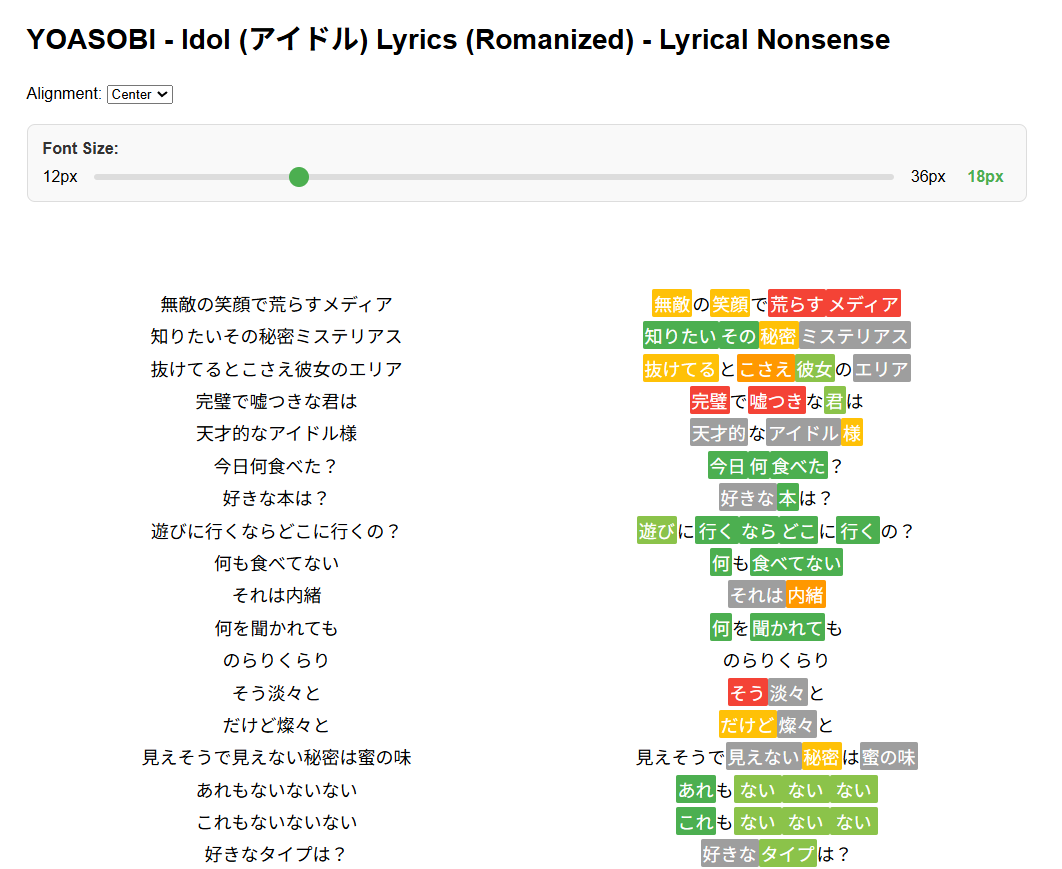 YOASOBI - Idol (アイドル) Lyrics (Romanized) - Lyrical Nonsense
Alignment: Center
Font Size:
12px 36px 18px
無敵の笑顔で荒らすメディア
知りたいその秘密ミステリアス
抜けてるとこさえ彼女のエリア
完璧で嘘つきな君は
天才的なアイドル様
今日何食べた？
好きな本は？
遊びに行くならどこに行くの？
何も食べてない
それは内緒
何を聞かれても
のらりくらり
そう淡々と
だけど燦々と
見えそうで見えない秘密は蜜の味
あれもないないない
これもないないない
好きなタイプは？
無敵の笑顔で荒らす メディア
知りたい その秘密ミステリアス
抜けてるとこさえ彼女のエリア
完璧で嘘つきな君は
天才的なアイドル様
今日 何 食べた？
好きな本は？
遊びに行く なら どこに行くの？
何も食べてない
それは内緒
何を聞かれても
のらりくらり
そう淡々と
だけど燦々と
見えそうで見えない秘密は蜜の味
あれもない ない ない
これもない ない ない
好きなタイプは？